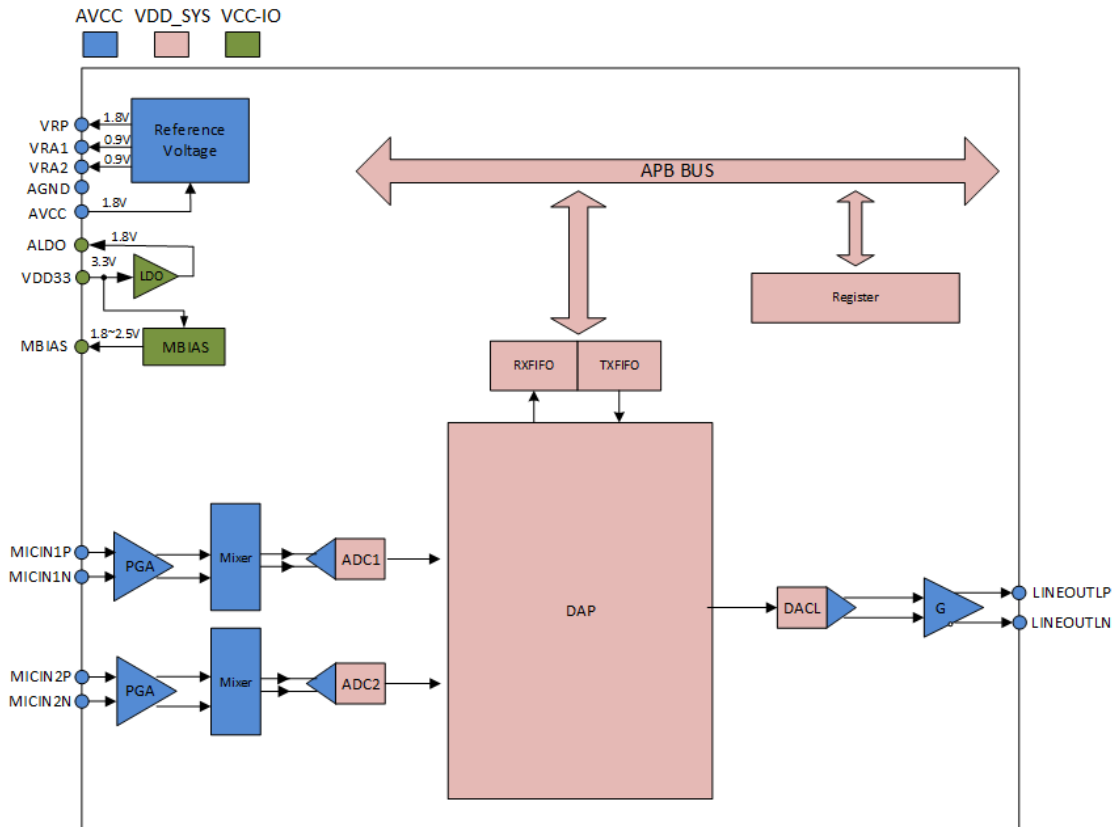 AVCC VDD_SYS VCC-IO
VRP
1.8V
VRA1
0.9V
VRA2
0.9V
AGND
AVCC
1.8V
Reference
Voltage
ALDO
1.8V
VDD33
3.3V
LDO
MBIAS
1.8~2.5V
MBIAS
APB BUS
Register
RXFIFO
TXFIFO
MICIN1P
MICIN1N
PGA
Mixer
ADC1
MICIN2P
MICIN2N
PGA
Mixer
ADC2
DAP
DACL
G
LINEOUTLP
LINEOUTLN